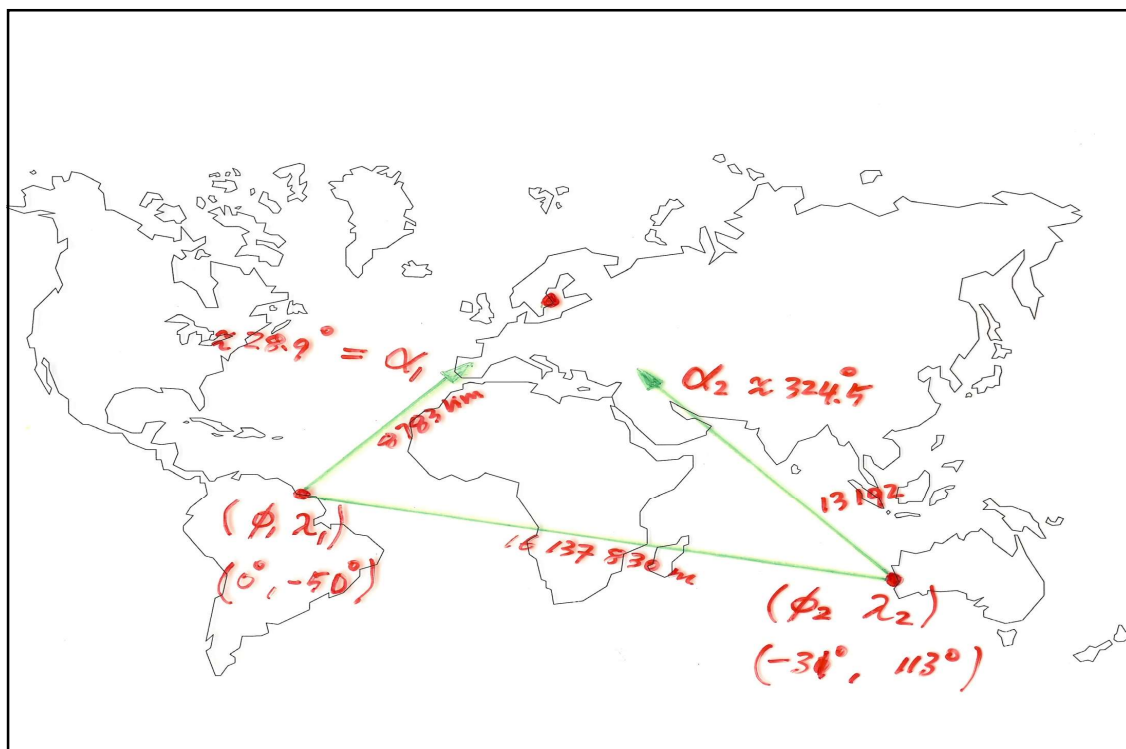 ≈ 28.9° = α₁
8783 km
α₂ ≈ 324.5°
13192
(φ₁ λ₁)
(0°, -50°)
16 137 830 m
(φ₂ λ₂)
(-31°, 113°)